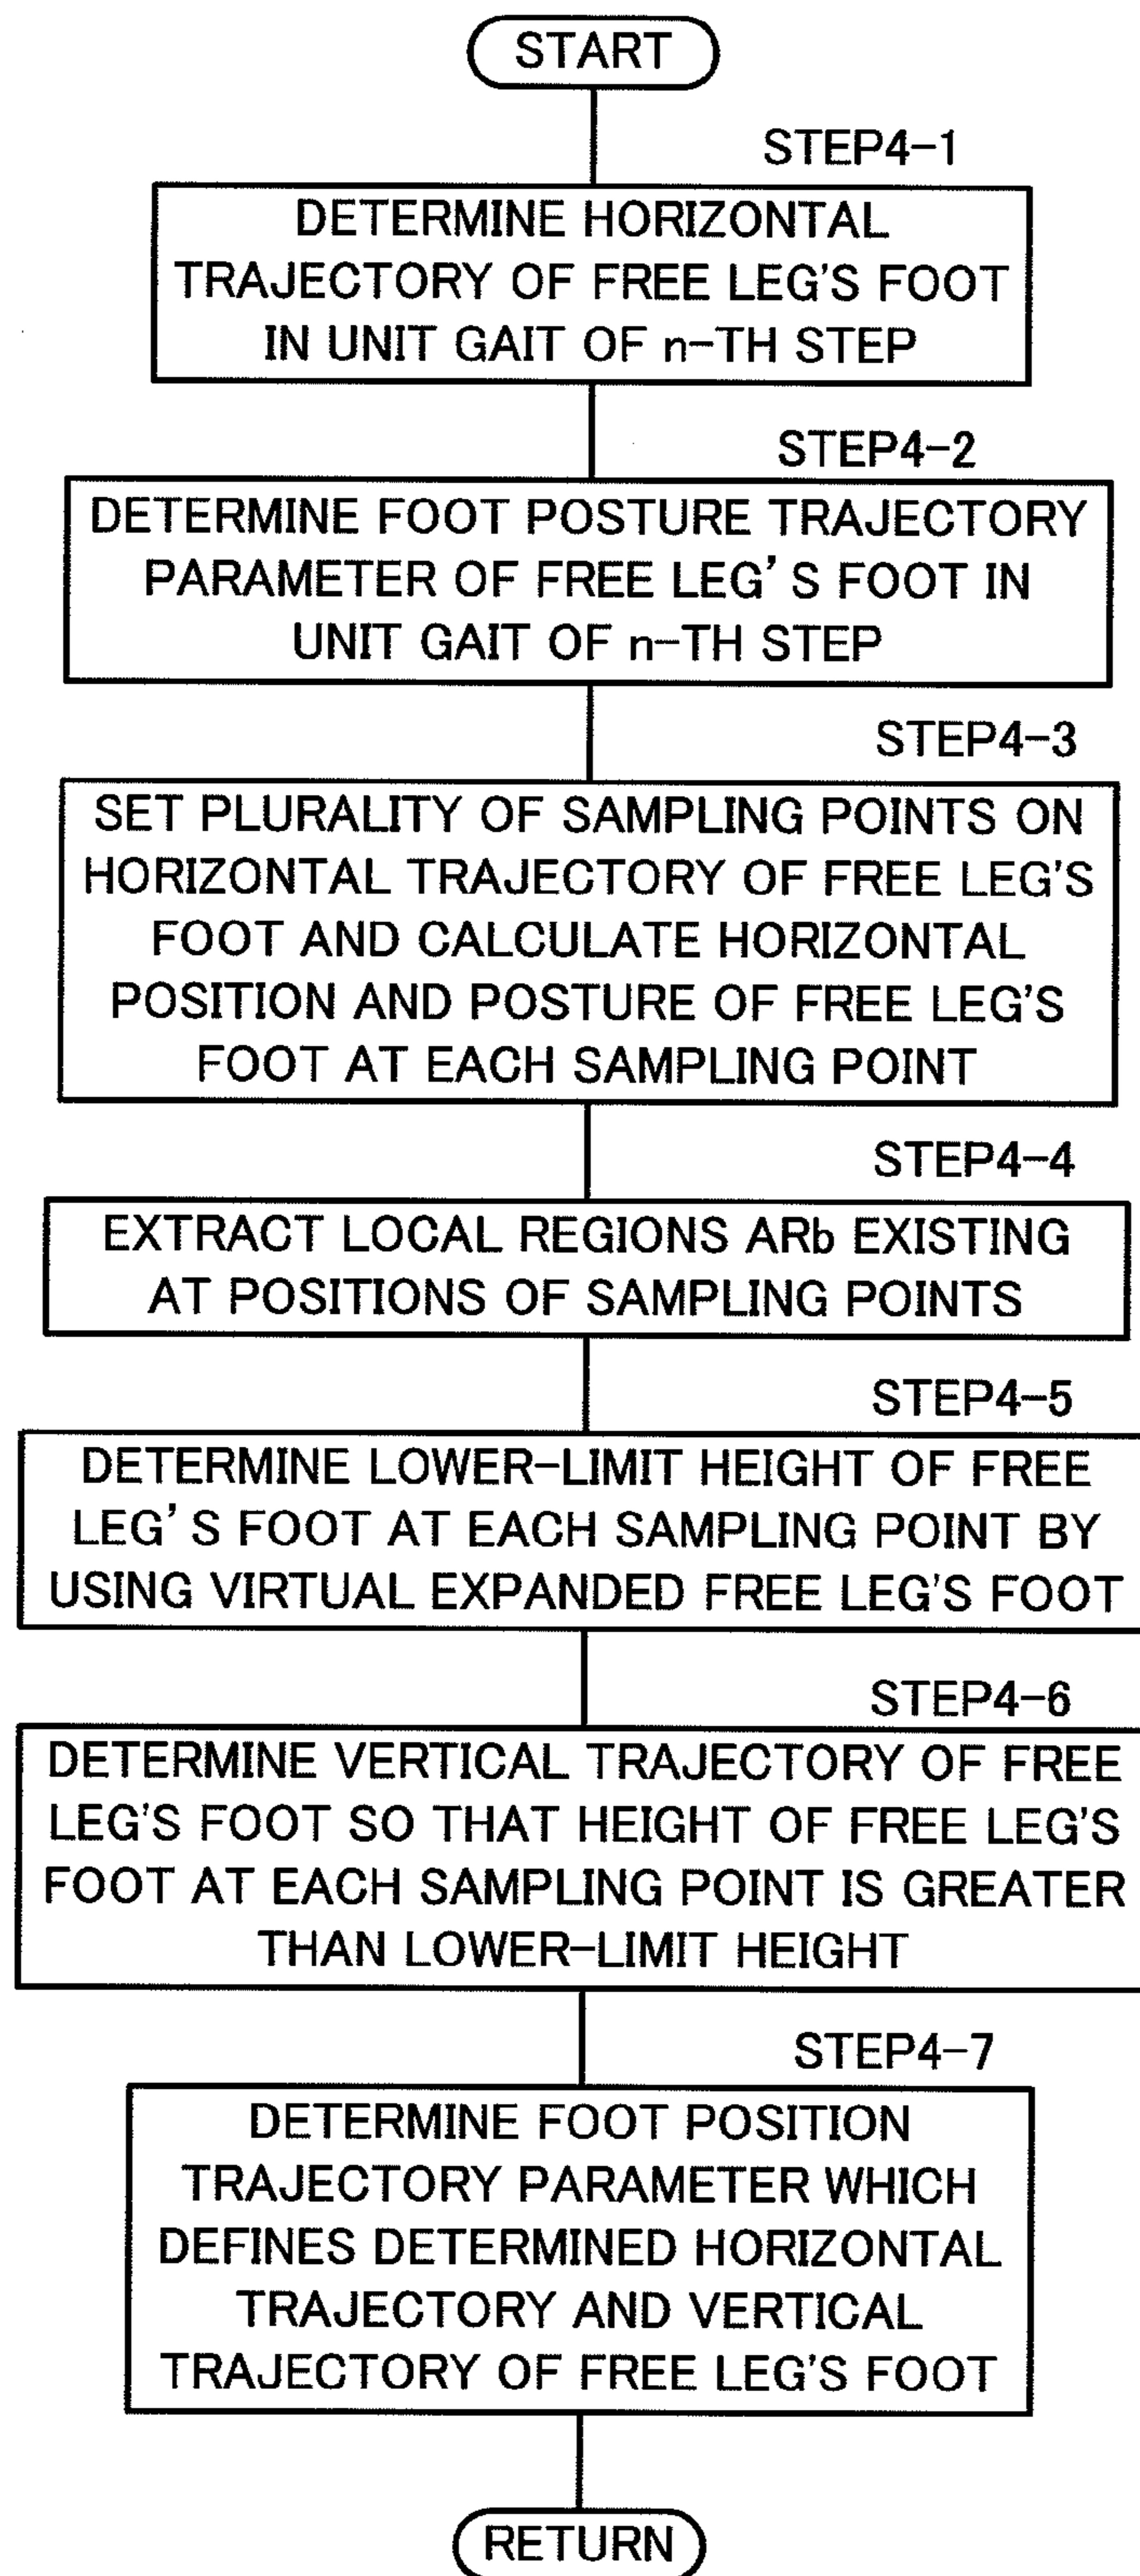 START
STEP4-1
DETERMINE HORIZONTAL
TRAJECTORY OF FREE LEG'S FOOT
IN UNIT GAIT OF n-TH STEP
STEP4-2
DETERMINE FOOT POSTURE TRAJECTORY
PARAMETER OF FREE LEG'S FOOT IN
UNIT GAIT OF n-TH STEP
STEP4-3
SET PLURALITY OF SAMPLING POINTS ON
HORIZONTAL TRAJECTORY OF FREE LEG'S
FOOT AND CALCULATE HORIZONTAL
POSITION AND POSTURE OF FREE LEG'S
FOOT AT EACH SAMPLING POINT
STEP4-4
EXTRACT LOCAL REGIONS ARb EXISTING
AT POSITIONS OF SAMPLING POINTS
STEP4-5
DETERMINE LOWER-LIMIT HEIGHT OF FREE
LEG'S FOOT AT EACH SAMPLING POINT BY
USING VIRTUAL EXPANDED FREE LEG'S FOOT
STEP4-6
DETERMINE VERTICAL TRAJECTORY OF FREE
LEG'S FOOT SO THAT HEIGHT OF FREE LEG'S
FOOT AT EACH SAMPLING POINT IS GREATER
THAN LOWER-LIMIT HEIGHT
STEP4-7
DETERMINE FOOT POSITION
TRAJECTORY PARAMETER WHICH
DEFINES DETERMINED HORIZONTAL
TRAJECTORY AND VERTICAL
TRAJECTORY OF FREE LEG'S FOOT
RETURN